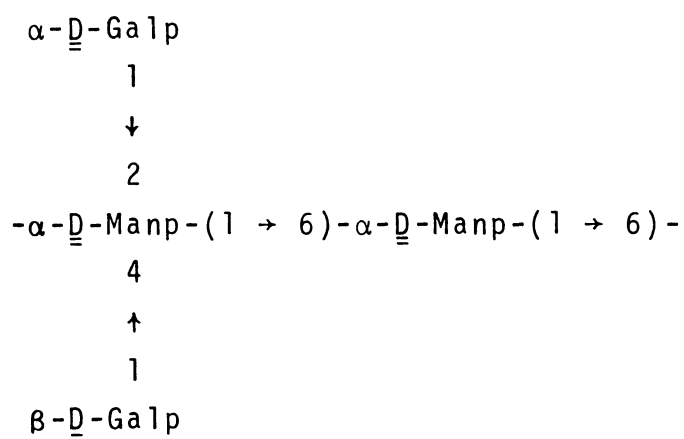 α-D-Galp
1
↓
2
-α-D-Manp-(1 → 6)-α-D-Manp-(1 → 6)-
4
↑
1
β-D-Galp